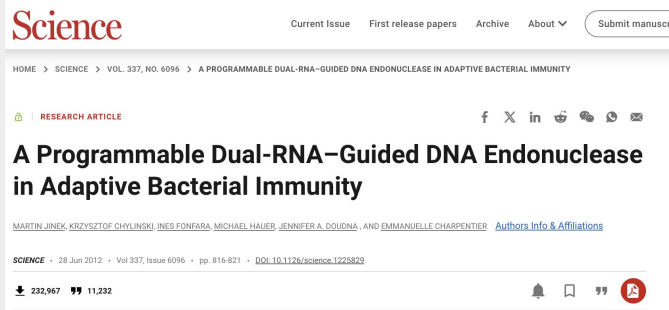 Science
Current Issue First release papers Archive About Submit manuscr
HOME > SCIENCE > VOL. 337, NO. 6096 > A PROGRAMMABLE DUAL-RNA–GUIDED DNA ENDONUCLEASE IN ADAPTIVE BACTERIAL IMMUNITY
RESEARCH ARTICLE
A Programmable Dual-RNA–Guided DNA Endonuclease
in Adaptive Bacterial Immunity
MARTIN JINEK, KRZYSZTOF CHYLINSKI, INES FONFARA, MICHAEL HAUER, JENNIFER A. DOUDNA , AND EMMANUELLE CHARPENTIER Authors Info & Affiliations
SCIENCE • 28 Jun 2012 • Vol 337, Issue 6096 • pp. 816-821 • DOI: 10.1126/science.1225829
232,967 11,232